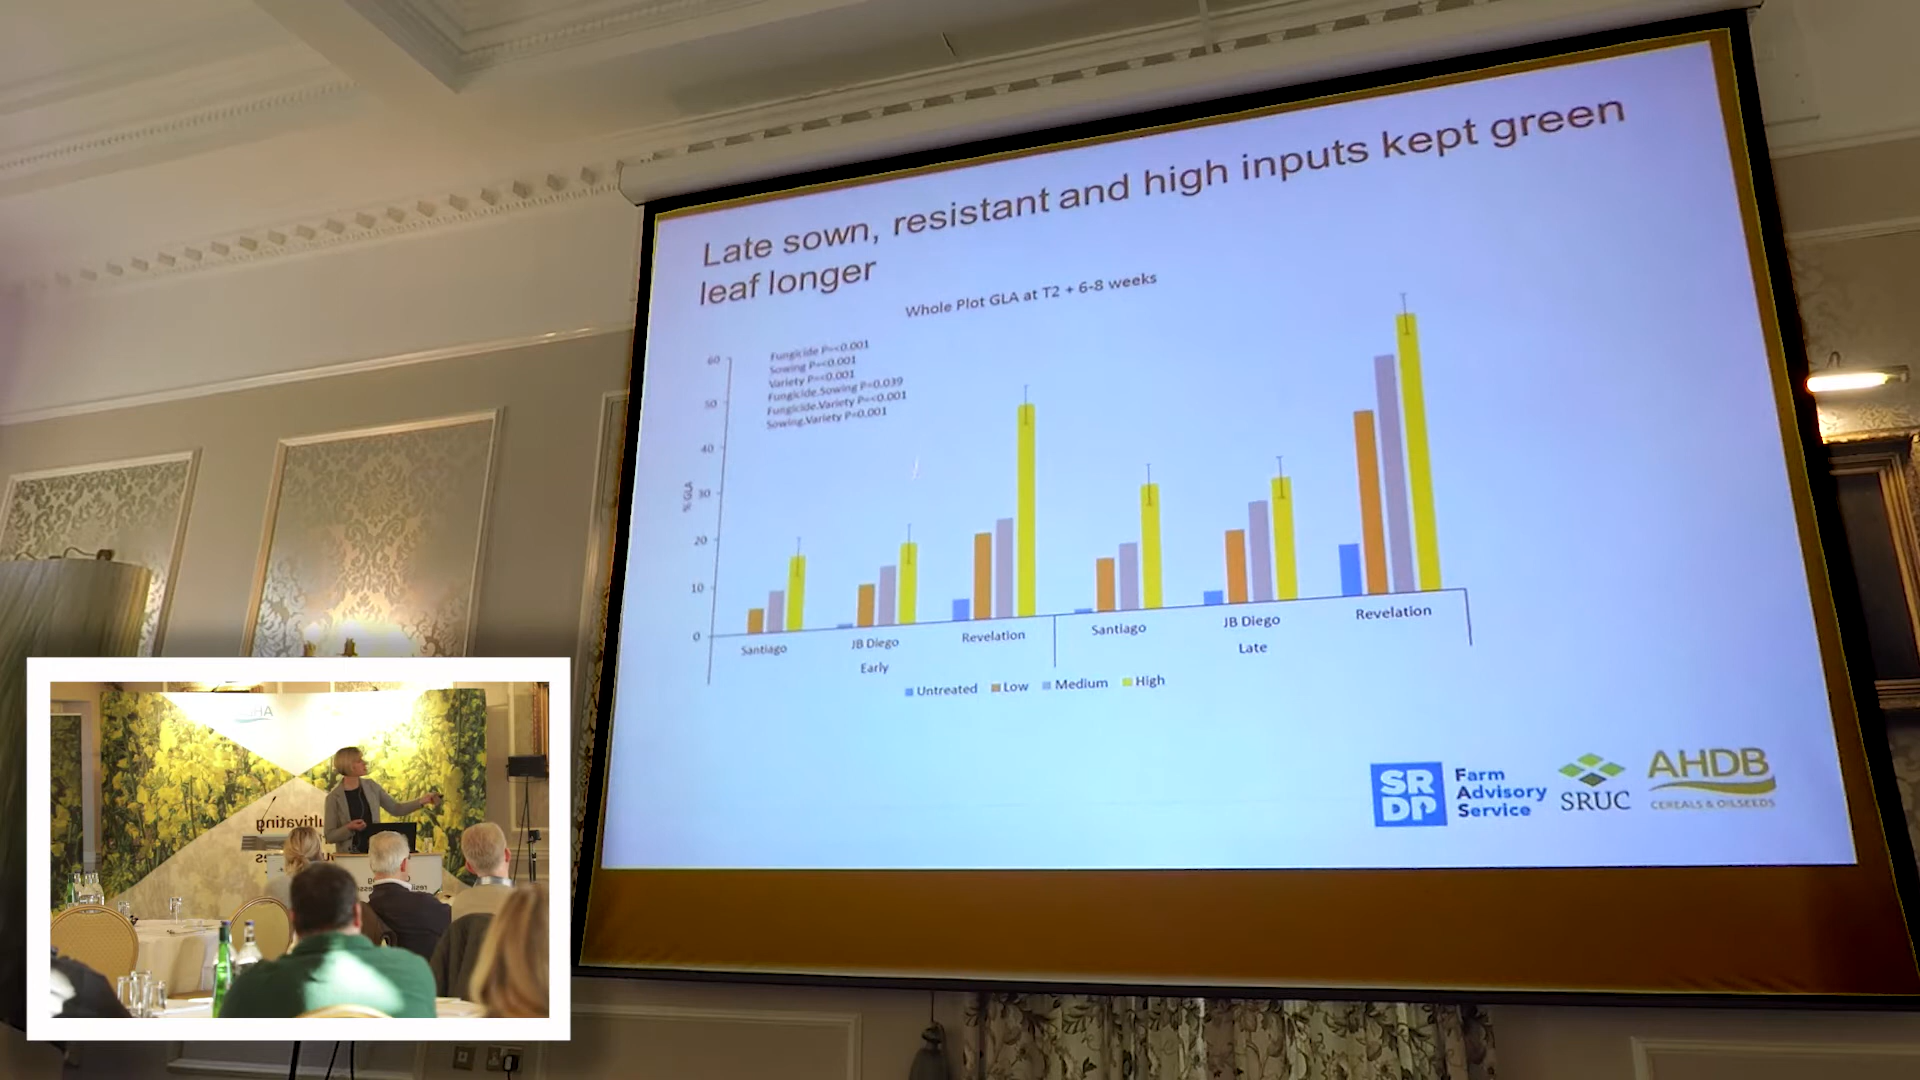 Late sown, resistant and high inputs kept green
leaf longer
Whole Plot GLA at T2 + 6-8 weeks
Fungicide P=<0.001
Sowing P=<0.001
Variety P=<0.001
Fungicide.Sowing P=0.039
Fungicide.Variety P=<0.001
Sowing.Variety P=0.001
% GLA
60
50
40
30
20
10
0
Santiago
JB Diego
Revelation
Santiago
JB Diego
Revelation
Early
Late
Untreated
Low
Medium
High
SR
DP
Farm
Advisory
Service
SRUC
AHDB
CEREALS & OILSEEDS